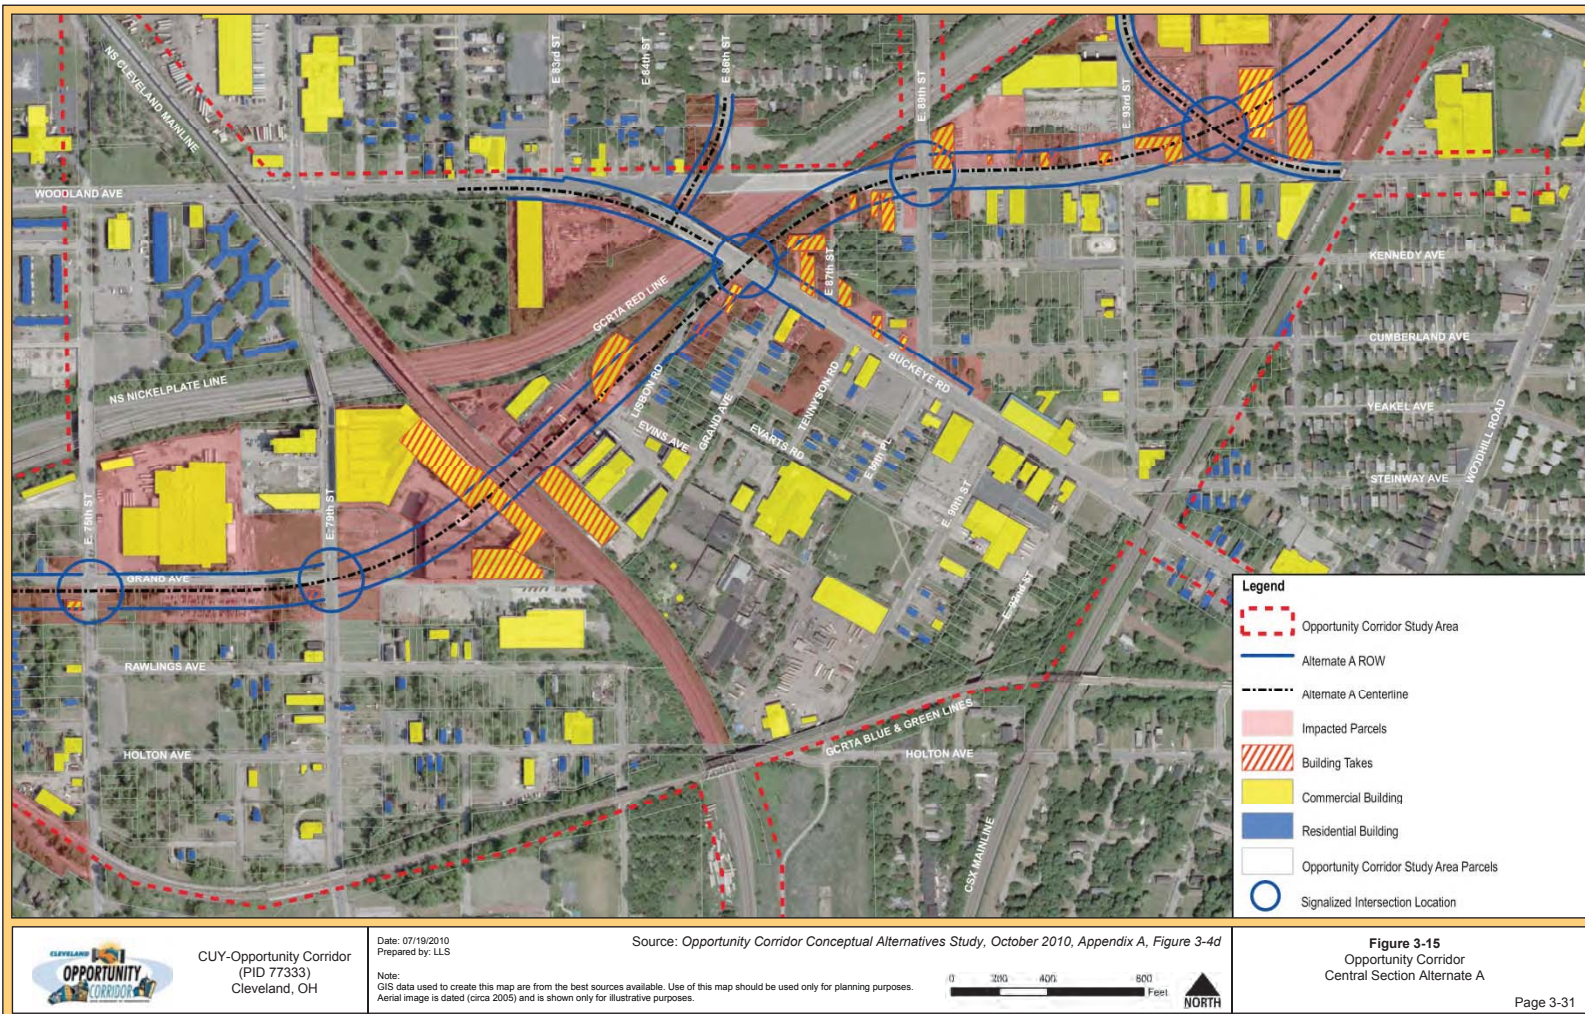 E 83rd ST
E 84th ST
E 86th ST
E 89th ST
E 93rd ST
NS CLEVELAND MAINLINE
WOODLAND AVE
KENNEDY AVE
E 87th ST
GCRTA RED LINE
CUMBERLAND AVE
NS NICKELPLATE LINE
LISBON RD
BUCKEYE RD
TENNYSON RD
GRAND AVE
YEAKEL AVE
EVINS AVE
EVARTS RD
WOODHILL ROAD
STEINWAY AVE
E. 75th ST
E. 79th ST
E. 90th ST
E. 92nd ST
GRAND AVE
RAWLINGS AVE
HOLTON AVE
GCRTA BLUE & GREEN LINES
HOLTON AVE
CSX MAINLINE
Legend
Opportunity Corridor Study Area
Alternate A ROW
Alternate A Centerline
Impacted Parcels
Building Takes
Commercial Building
Residential Building
Opportunity Corridor Study Area Parcels
Signalized Intersection Location
CLEVELAND
OPPORTUNITY
CORRIDOR
CUY-Opportunity Corridor
(PID 77333)
Cleveland, OH
Date: 07/19/2010
Prepared by: LLS
Note:
GIS data used to create this map are from the best sources available. Use of this map should be used only for planning purposes.
Aerial image is dated (circa 2005) and is shown only for illustrative purposes.
Source: Opportunity Corridor Conceptual Alternatives Study, October 2010, Appendix A, Figure 3-4d
0 200 400 800
Feet
NORTH
Figure 3-15
Opportunity Corridor
Central Section Alternate A
Page 3-31